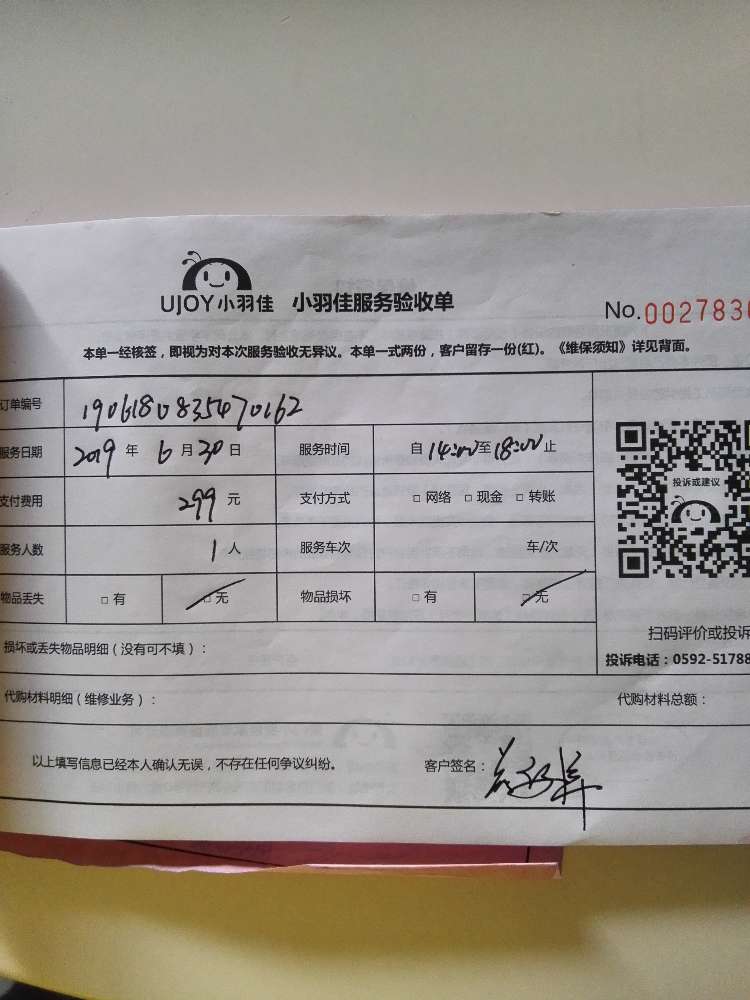 UJOY小羽佳 小羽佳服务验收单
No.0027830
本单一经核签，即视为对本次服务验收无异议。本单一式两份，客户留存一份(红)。《维保须知》详见背面。
订单编号 1906180835470162
服务日期 2019 年 6 月 30 日 服务时间 自 14:00 至 18:00 止
支付费用 299 元 支付方式 □ 网络 □ 现金 □ 转账
服务人数 1 人 服务车次 车/次
物品丢失 □ 有 □ 无 物品损坏 □ 有 □ 无
投诉或建议
扫码评价或投诉
投诉电话：0592-51788
损坏或丢失物品明细（没有可不填）：
代购材料明细（维修业务）： 代购材料总额：
以上填写信息已经本人确认无误，不存在任何争议纠纷。 客户签名：